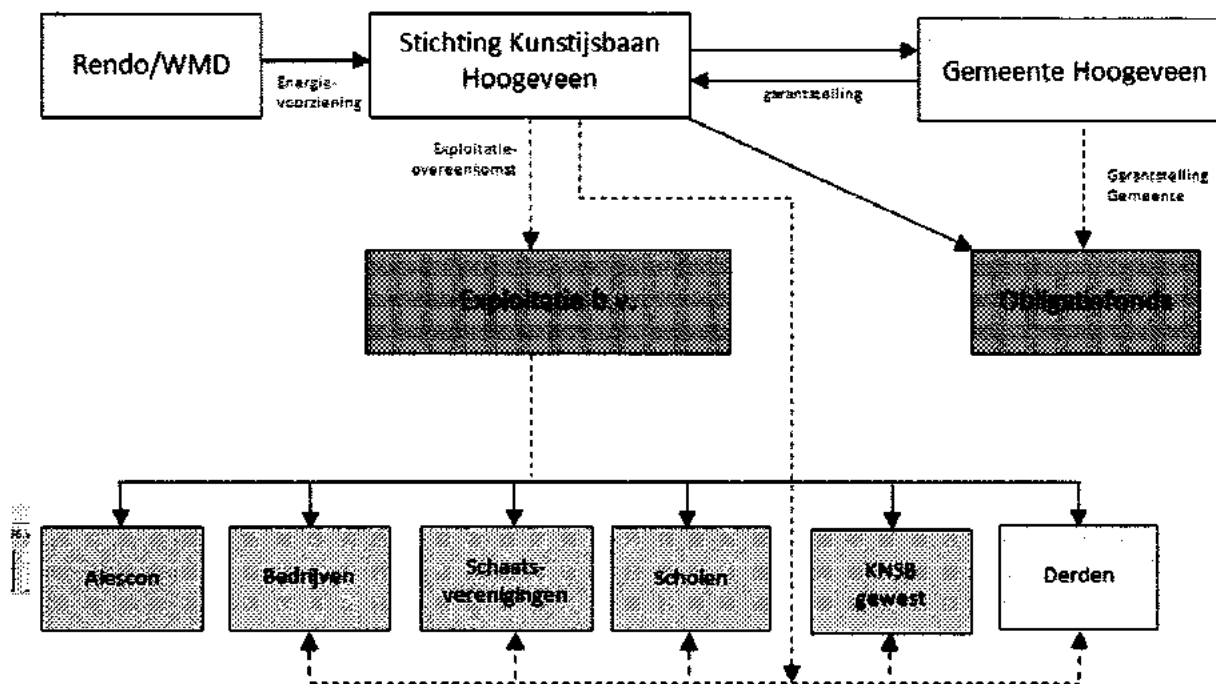 Rendo/WMD
Energie-
voorziening
Stichting Kunstijsbaan
Hoogeveen
garantstelling
Gemeente Hoogeveen
Exploitatie-
overeenkomst
Garantstelling
Gemeente
Exploitatie b.v.
Obligatiefonds
Alescon
Bedrijven
Schaats-
verenigingen
Scholen
KNSB
gewest
Derden